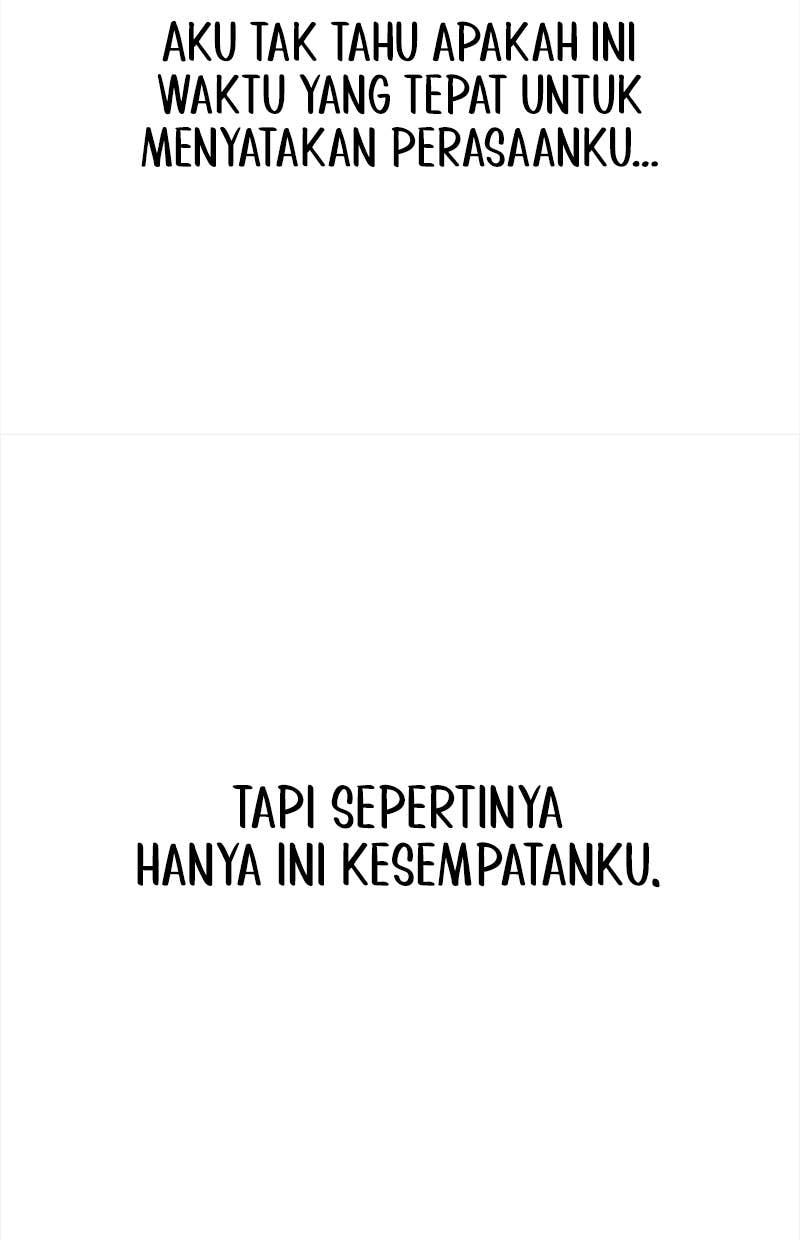 AKU TAK TAHU APAKAH INI
WAKTU YANG TEPAT UNTUK
MENYATAKAN PERASAANKU...
TAPI SEPERTINYA
HANYA INI KESEMPATANKU.